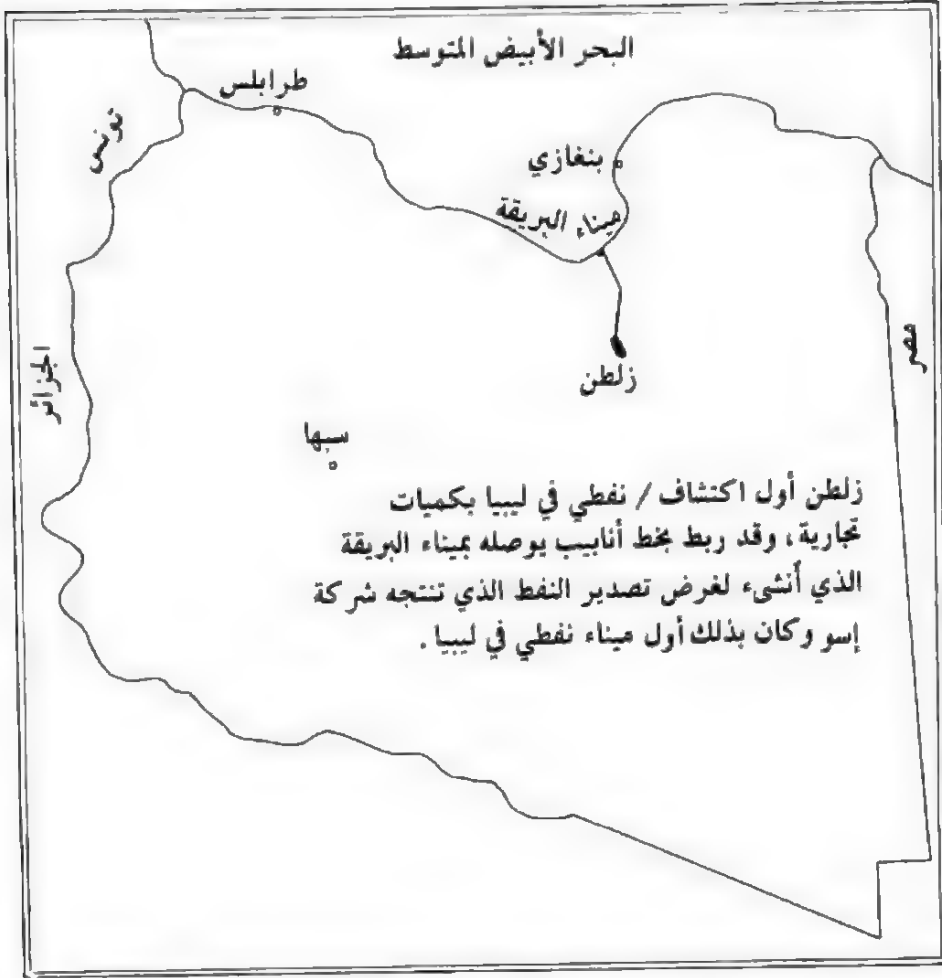 البحر الأبيض المتوسط
طرابلس
تونس
بنغازي
ميناء البريقة
مصر
زلطن
الجزائر
سبها
زلطن أول اكتشاف / نفطي في ليبيا بكميات
تجارية، وقد ربط بخط أنابيب يوصله بميناء البريقة
الذي أنشىء لغرض تصدير النفط الذي تنتجه شركة
إسو وكان بذلك أول ميناء نفطي في ليبيا.